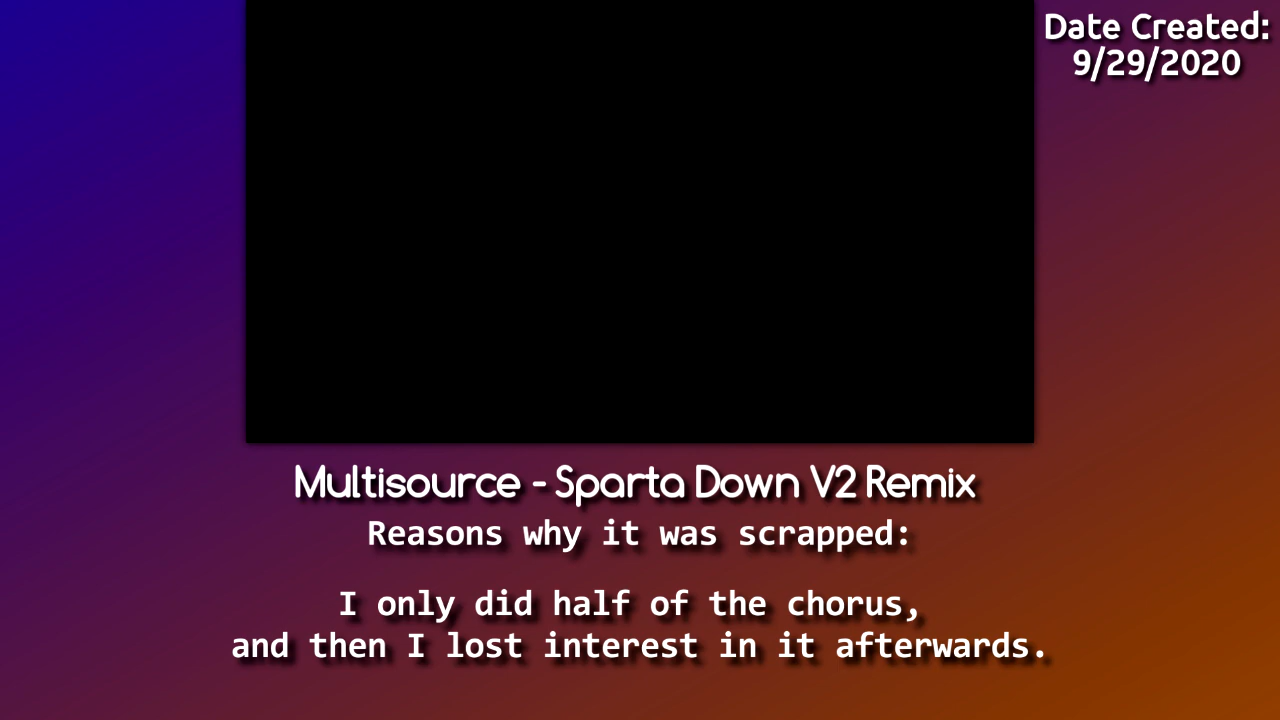 Date Created:
9/29/2020
Multisource - Sparta Down V2 Remix
Reasons why it was scrapped:
I only did half of the chorus,
and then I lost interest in it afterwards.